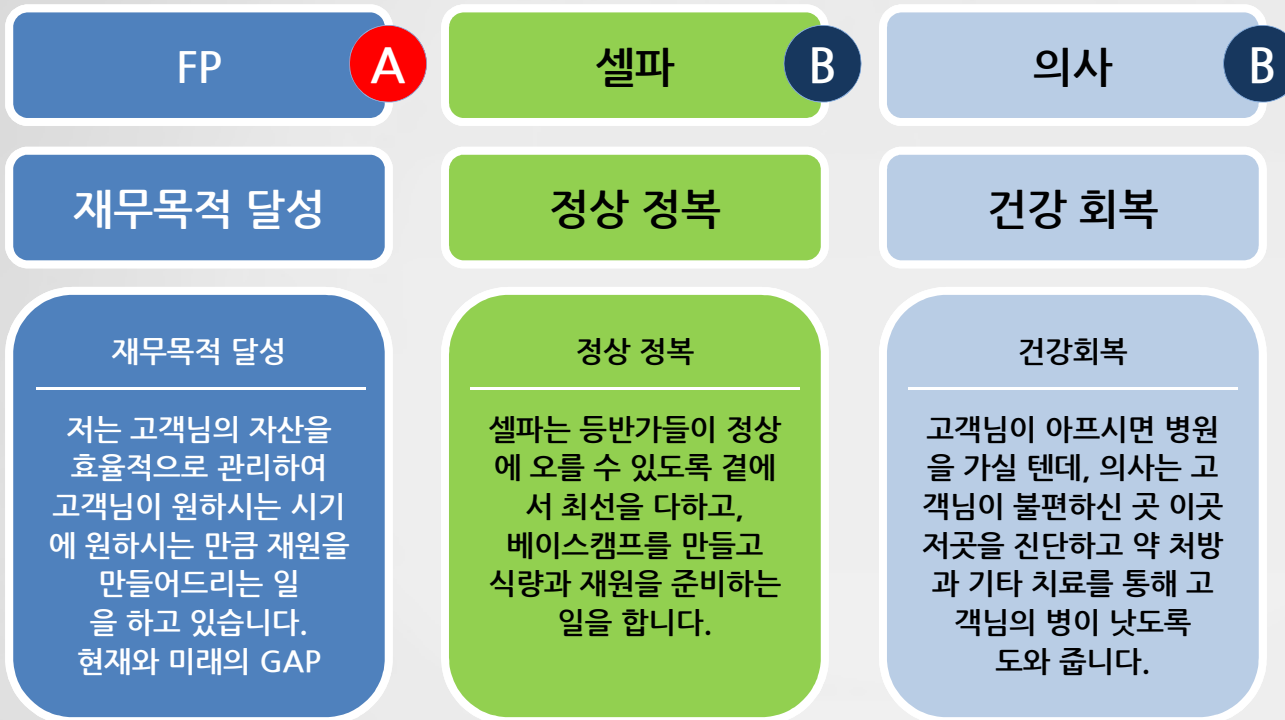 FP
A
셀파
B
의사
B
재무목적 달성
정상 정복
건강 회복
재무목적 달성
저는 고객님의 자산을
효율적으로 관리하여
고객님이 원하시는 시기
에 원하시는 만큼 재원을
만들어드리는 일
을 하고 있습니다.
현재와 미래의 GAP
정상 정복
셀파는 등반가들이 정상
에 오를 수 있도록 곁에
서 최선을 다하고,
베이스캠프를 만들고
식량과 재원을 준비하는
일을 합니다.
건강회복
고객님이 아프시면 병원
을 가실 텐데, 의사는 고
객님이 불편하신 곳 이곳
저곳을 진단하고 약 처방
과 기타 치료를 통해 고
객님의 병이 낫도록
도와 줍니다.